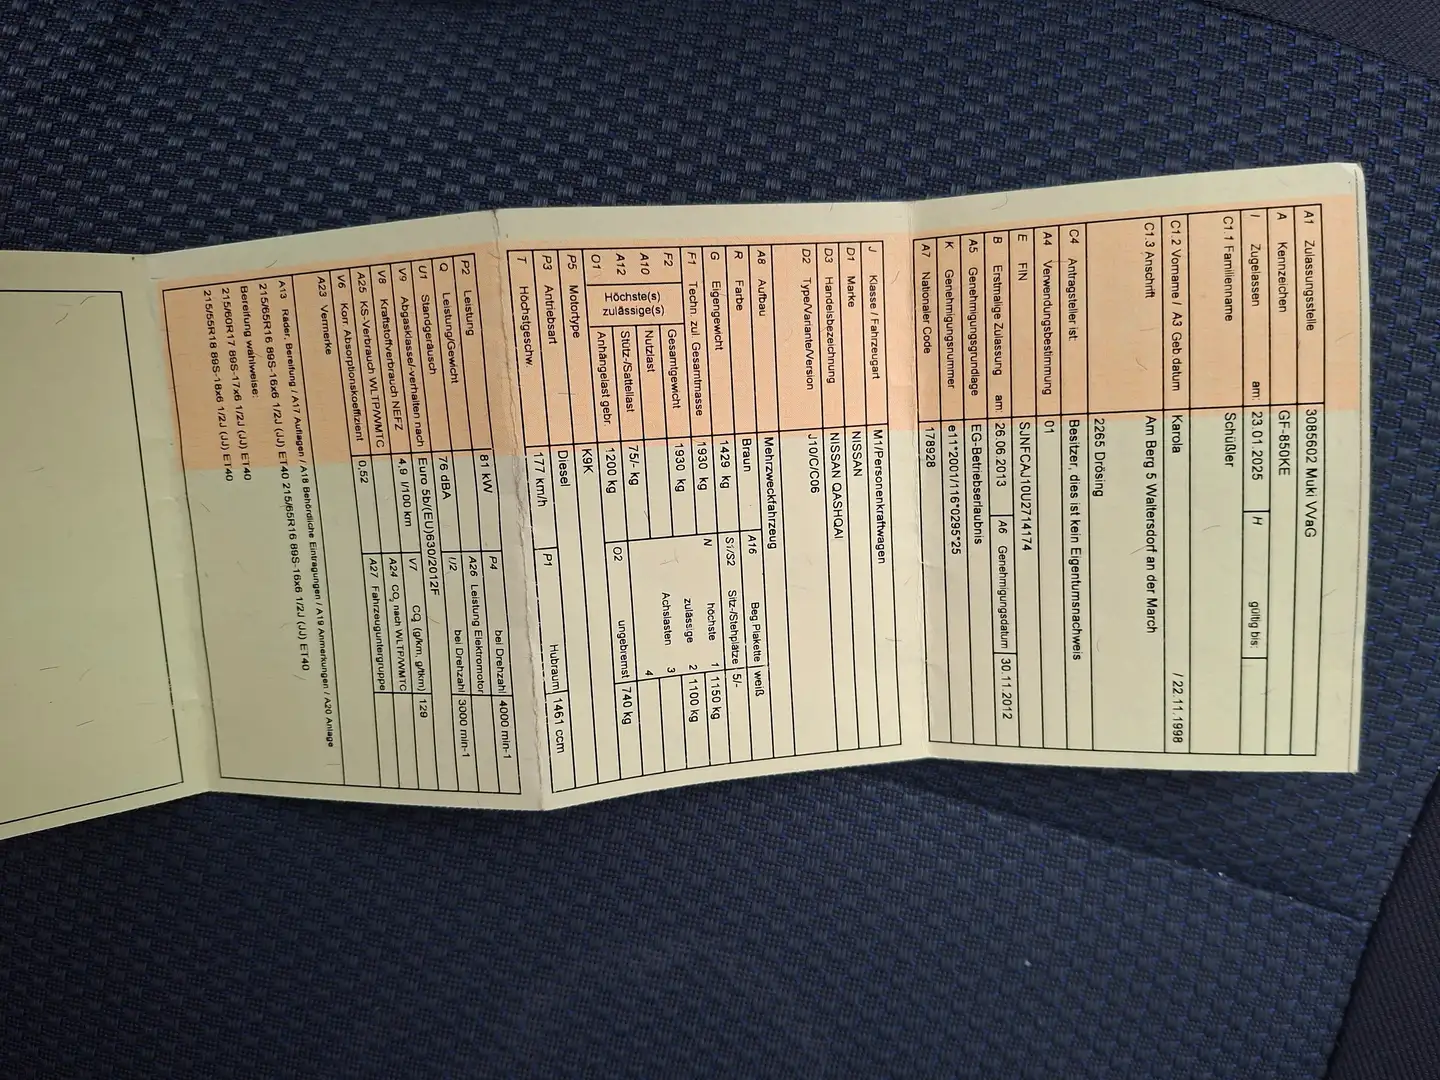 A1 Zulassungsstelle 3085602 Muki VVaG
A Kennzeichen GF-850KE
I Zugelassen am: 23.01.2025 H gültig bis:
C1.1 Familienname Schüßler
C1.2 Vorname / A3 Geb datum Karola / 22.11.1998
C1.3 Anschrift Am Berg 5 Waltersdorf an der March
2265 Drösing
C4 Antragsteller ist: Besitzer, dies ist kein Eigentumsnachweis
A4 Verwendungsbestimmung 01
E FIN SJNFCAJ10U2714174
B Erstmalige Zulassung am: 26.06.2013 A6 Genehmigungsdatum 30.11.2012
A5 Genehmigungsgrundlage EG-Betriebserlaubnis
K Genehmigungsnummer e11*2001/116*0295*25
A7 Nationaler Code 178928
J Klasse / Fahrzeugart M1/Personenkraftwagen
D1 Marke NISSAN
D3 Handelsbezeichnung NISSAN QASHQAI
D2 Type/Variante/Version J10/C/C06
A8 Aufbau Mehrzweckfahrzeug
R Farbe Braun A16 Beg Plakette weiß
G Eigengewicht 1429 kg S1/S2 Sitz-/Stehplätze 5/-
F1 Techn. zul Gesamtmasse 1930 kg N höchste 1 1150 kg
F2 Höchste(s) zulässige(s) Gesamtgewicht 1930 kg zulässige 2 1100 kg
A10 Nutzlast Achslasten 3
A12 Stütz-/Sattellast 75/- kg 4
O1 Anhängelast gebr. 1200 kg O2 ungebremst 740 kg
P5 Motortype K9K
P3 Antriebsart Diesel P1 Hubraum 1461 ccm
T Höchstgeschw. 177 km/h
P2 Leistung 81 kW P4 bei Drehzahl 4000 min-1
Q Leistung/Gewicht A26 Leistung Elektromotor
U1 Standgeräusch 76 dBA U2 bei Drehzahl 3000 min-1
V9 Abgasklasse/-verhalten nach Euro 5b/(EU)630/2012F
V8 Kraftstoffverbrauch NEFZ 4,9 l/100 km V7 CO₂ (g/km, g/tkm) 129
A25 KS-Verbrauch WLTP/WMTC A24 CO₂ nach WLTP/WMTC
V6 Korr. Absorptionskoeffizient 0,52 A27 Fahrzeuguntergruppe
A23 Vermerke
A13 Räder, Bereifung / A17 Auflagen / A18 Behördliche Eintragungen / A19 Anmerkungen / A20 Anlage
215/65R16 89S-16x6 1/2J (JJ) ET40 215/65R16 89S-16x6 1/2J (JJ) ET40
Bereifung wahlweise:
215/60R17 89S-17x6 1/2J (JJ) ET40
215/55R18 89S-18x6 1/2J (JJ) ET40